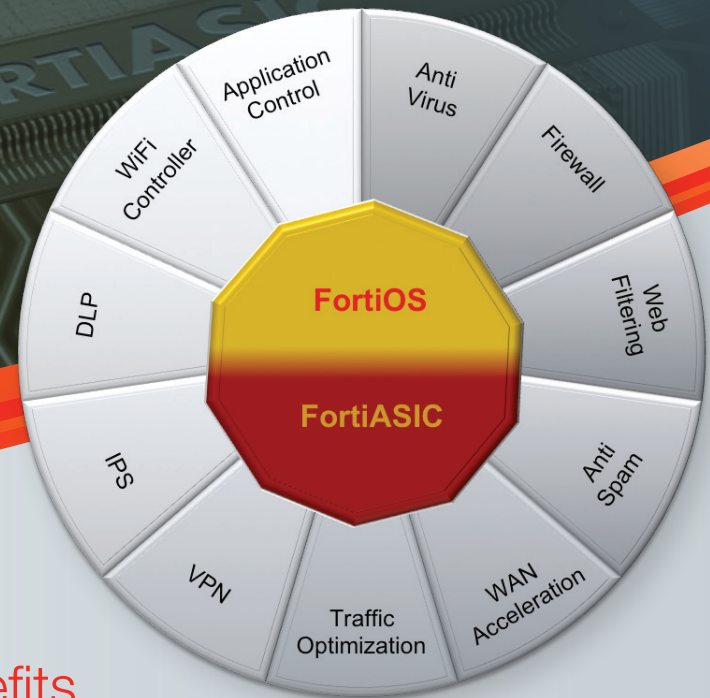 Application
Control
Anti
Virus
Firewall
Web
Filtering
Anti
Spam
WAN
Acceleration
Traffic
Optimization
VPN
IPS
DLP
WiFi
Controller
FortiOS
FortiASIC